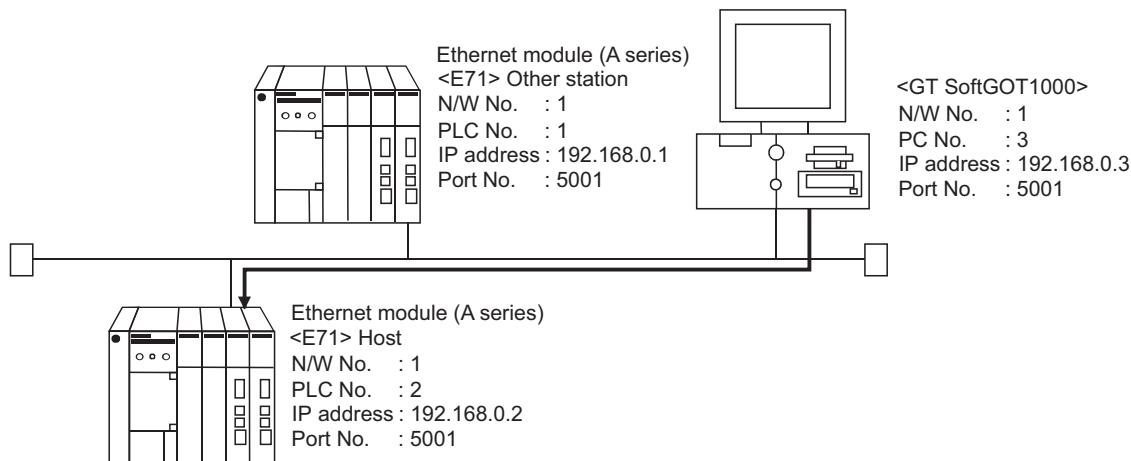 Ethernet module (A series)
<E71> Other station
N/W No. : 1
PLC No. : 1
IP address : 192.168.0.1
Port No. : 5001
<GT SoftGOT1000>
N/W No. : 1
PC No. : 3
IP address : 192.168.0.3
Port No. : 5001
Ethernet module (A series)
<E71> Host
N/W No. : 1
PLC No. : 2
IP address : 192.168.0.2
Port No. : 5001